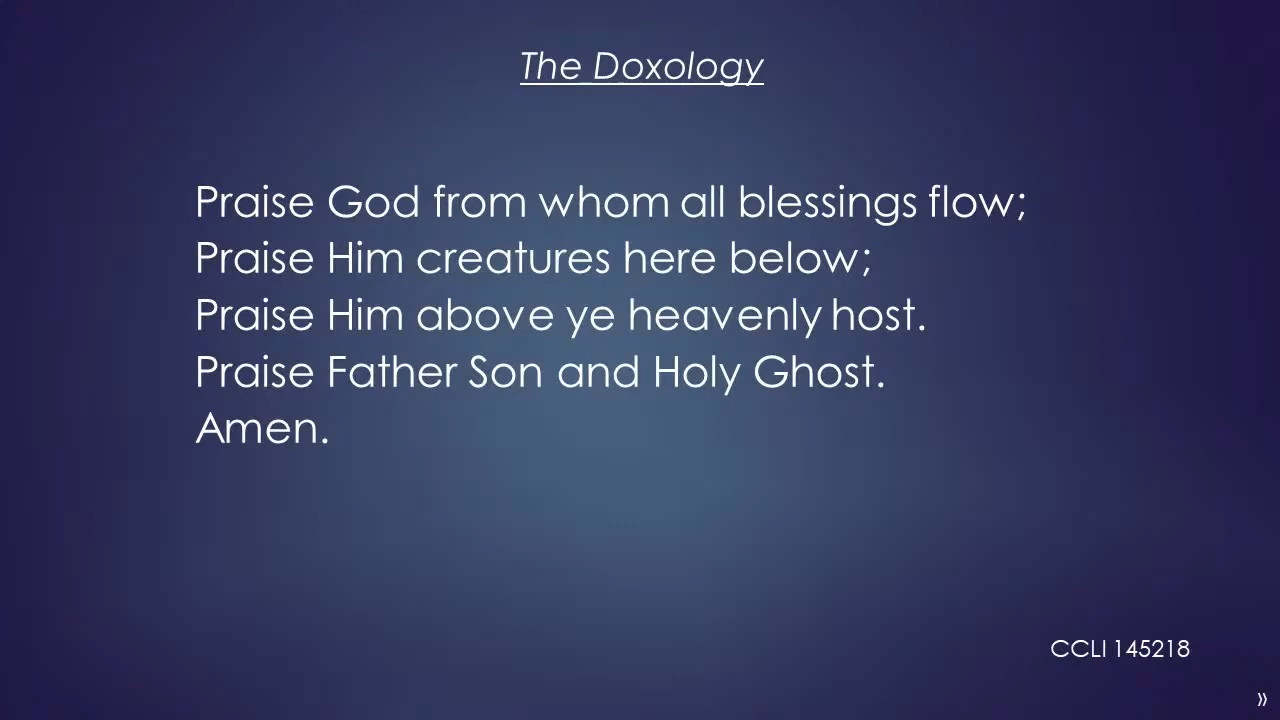 The Doxology
Praise God from whom all blessings flow;
Praise Him creatures here below;
Praise Him above ye heavenly host.
Praise Father Son and Holy Ghost.
Amen.
CCLI 145218
»